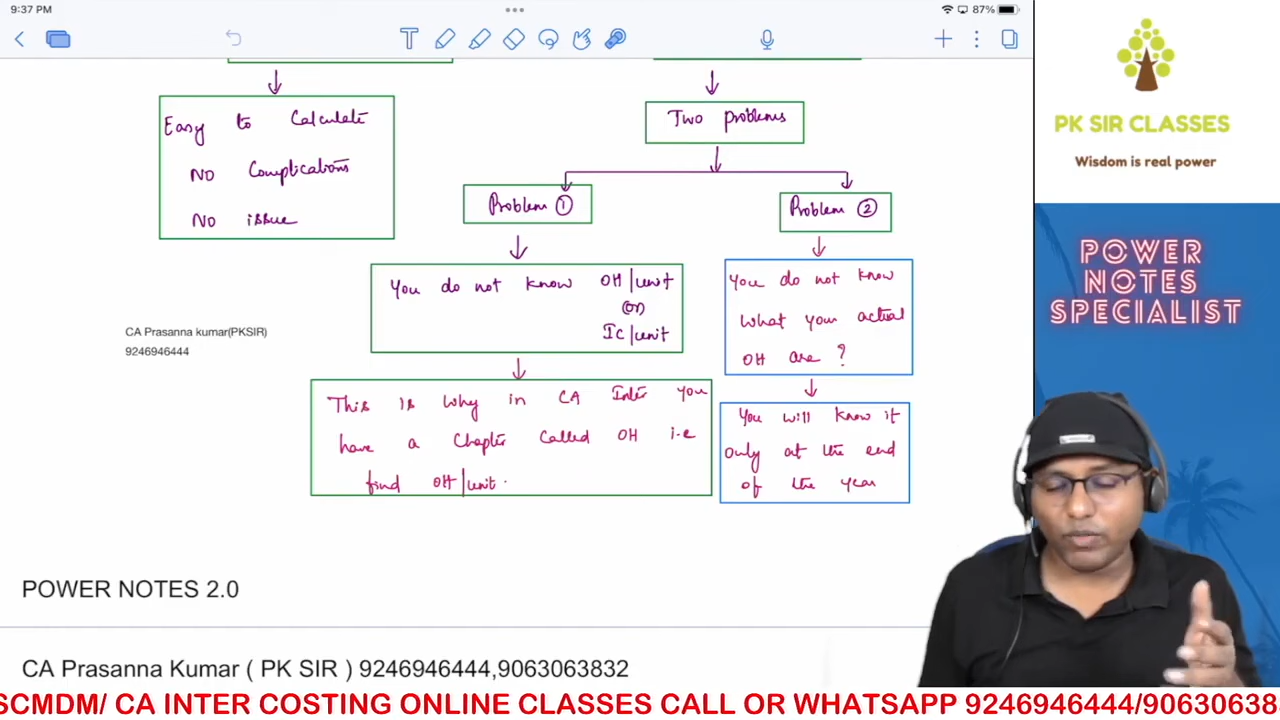 9:37 PM
87%
T
Easy to Calculate
NO Complications
NO issue
Two problems
Problem ①
Problem ②
You do not know OH/unit
(or)
IC/unit
You do not know
What your actual
OH are ?
This is why in CA Inter you
have a Chapter Called OH i.e
find OH/unit.
You will know it
only at the end
of the year
CA Prasanna kumar(PKSIR)
9246946444
POWER NOTES 2.0
CA Prasanna Kumar ( PK SIR ) 9246946444,9063063832
PK SIR CLASSES
Wisdom is real power
POWER
NOTES
SPECIALIST
SCMDM/ CA INTER COSTING ONLINE CLASSES CALL OR WHATSAPP 9246946444/90630638